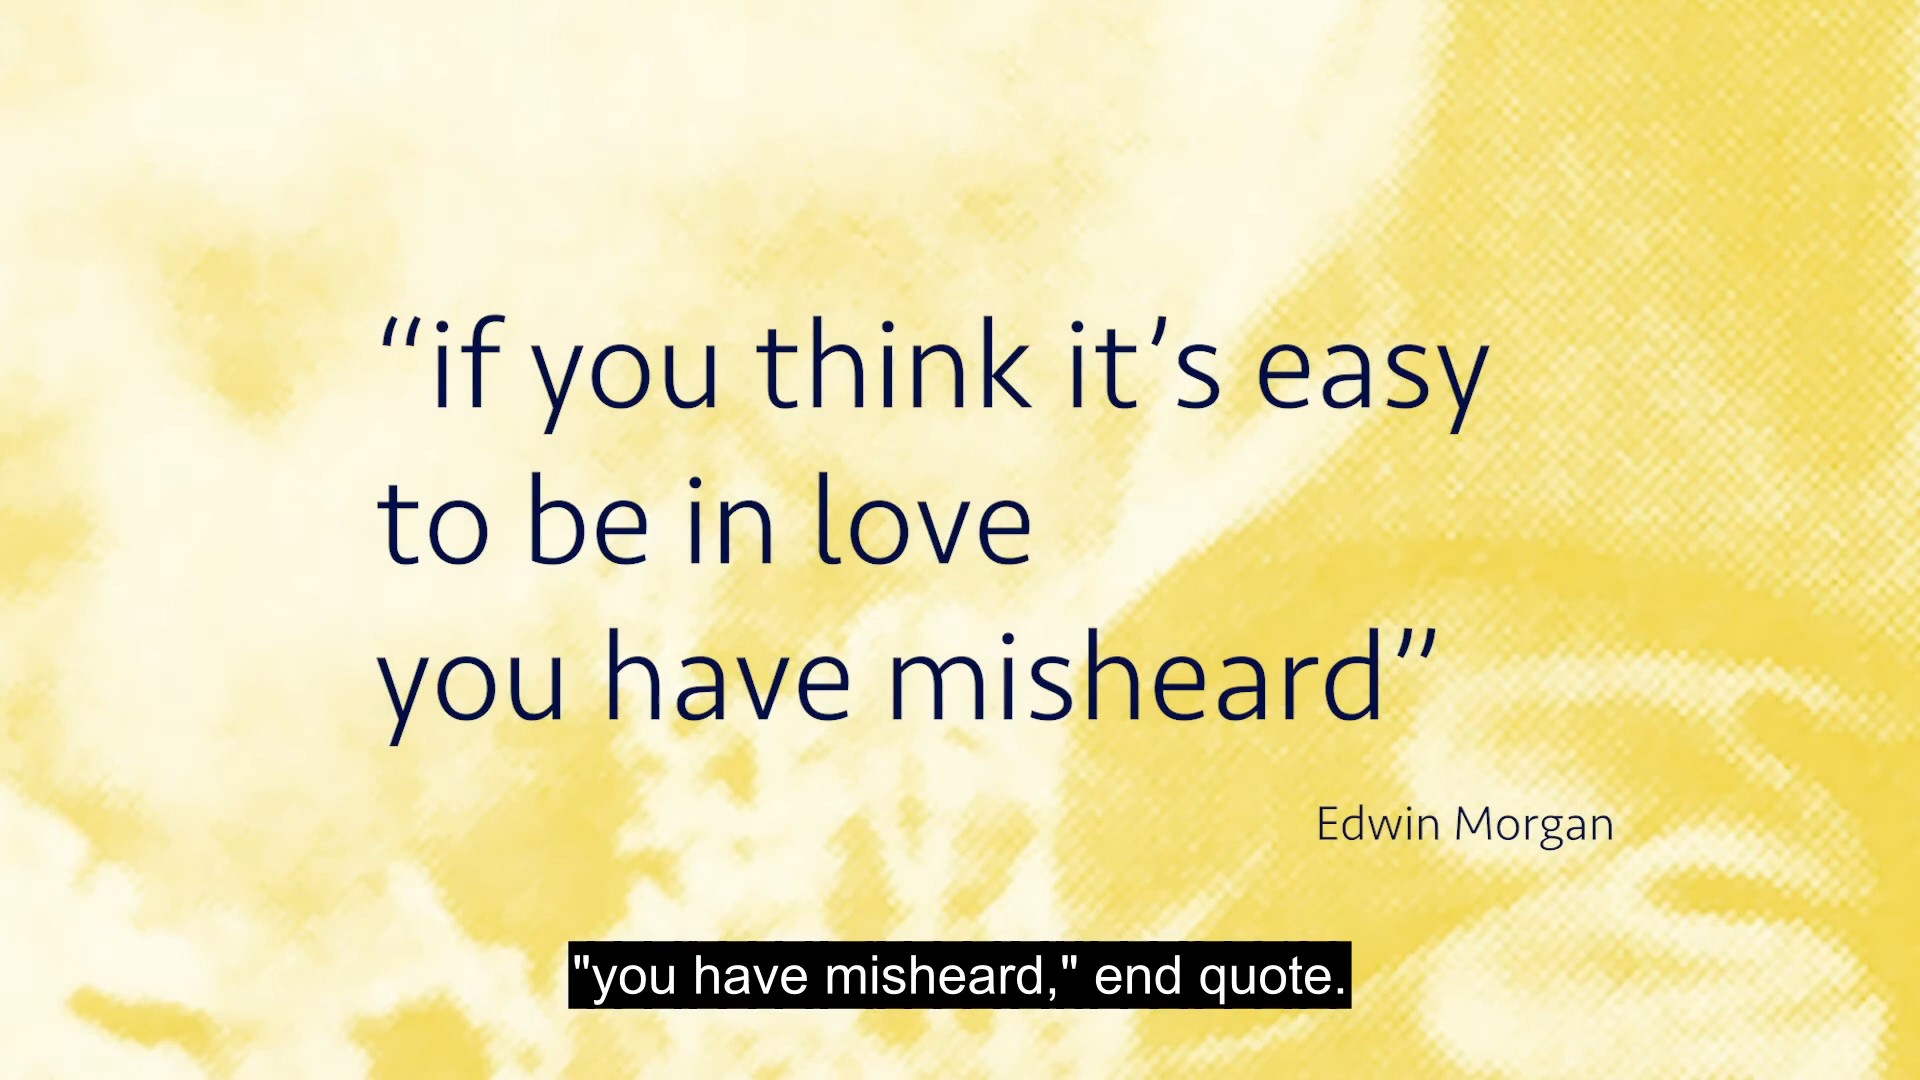 “if you think it’s easy
to be in love
you have misheard”
Edwin Morgan
"you have misheard," end quote.